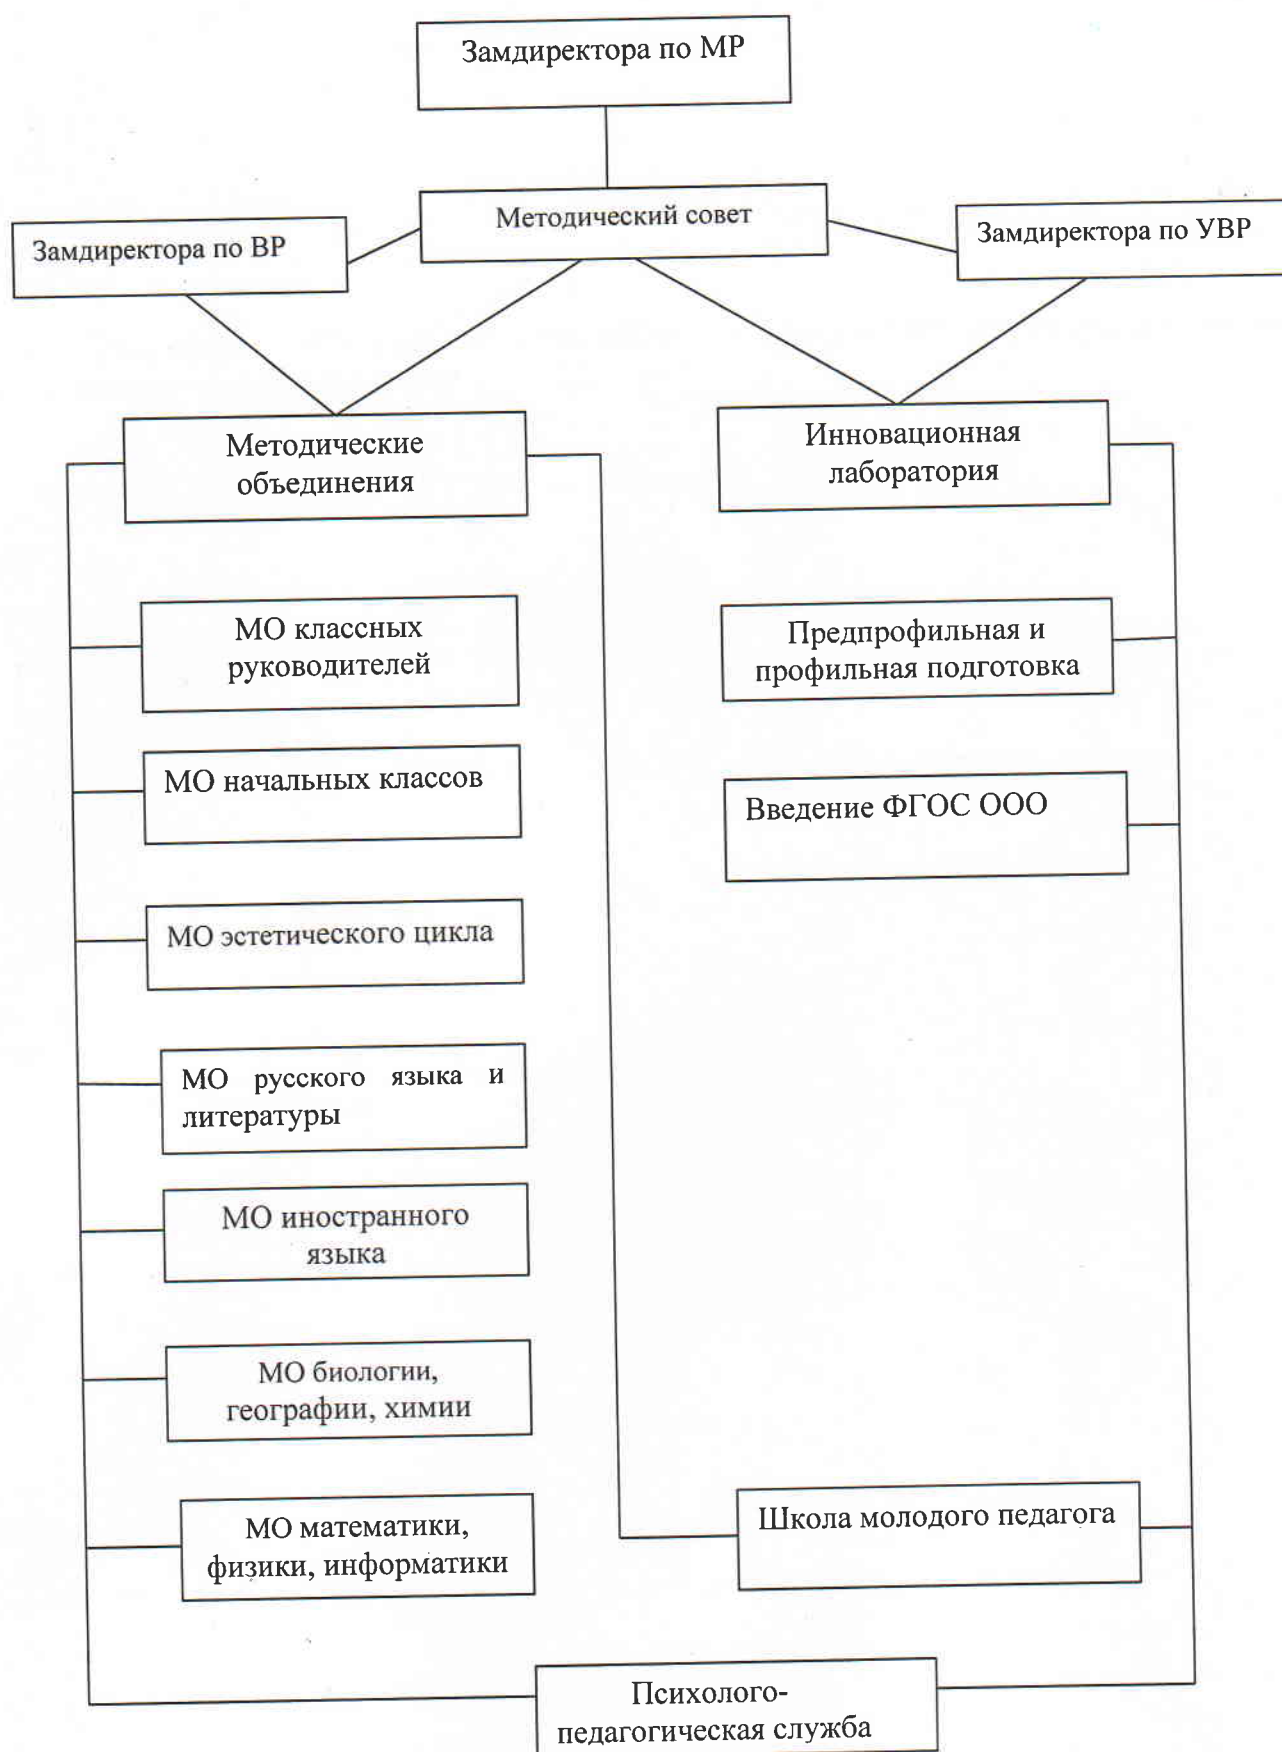 Замдиректора по МР
Методический совет
Замдиректора по ВР
Замдиректора по УВР
Методические
объединения
Инновационная
лаборатория
МО классных
руководителей
Предпрофильная и
профильная подготовка
МО начальных классов
Введение ФГОС ООО
МО эстетического цикла
МО русского языка и
литературы
МО иностранного
языка
МО биологии,
географии, химии
МО математики,
физики, информатики
Школа молодого педагога
Психолого-
педагогическая служба